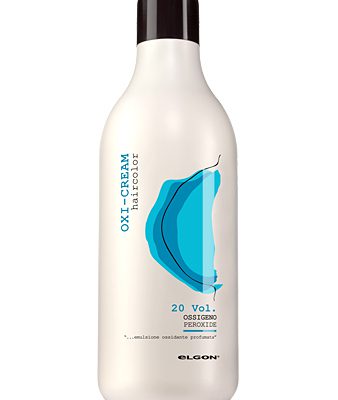 OXI-CREAM
haircolor
20 Vol.
OSSIGENO
PEROXIDE
"...emulsione ossidante profumata"
eLGON®